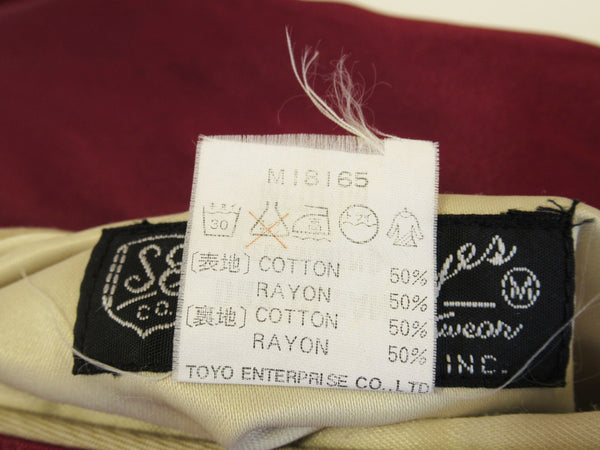 M18165
30
[表地] COTTON 50%
RAYON 50%
[裏地] COTTON 50%
RAYON 50%
TOYO ENTERPRISE CO.,LTD
S&
CO.
M
INC.